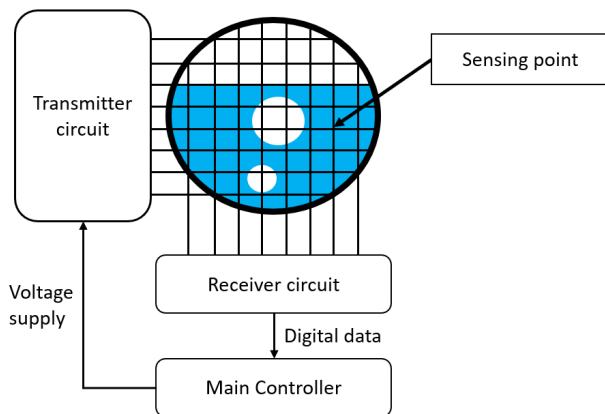 Transmitter
circuit
Sensing point
Receiver circuit
Voltage
supply
Digital data
Main Controller